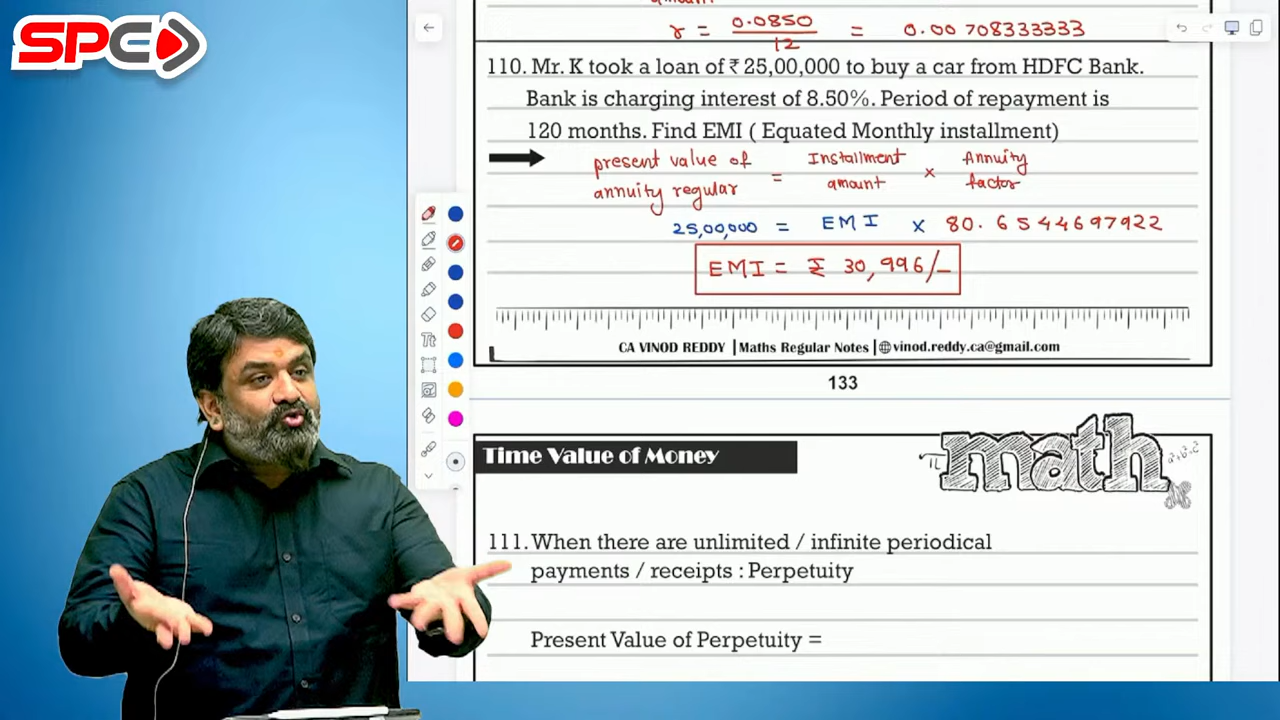 SPC
amount
r = 0.0850 / 12 = 0.00708333333
110. Mr. K took a loan of ₹ 25,00,000 to buy a car from HDFC Bank.
Bank is charging interest of 8.50%. Period of repayment is
120 months. Find EMI ( Equated Monthly installment)
present value of annuity regular = Installment amount × Annuity factor
25,00,000 = EMI × 80.6544697922
EMI = ₹ 30,996/-
CA VINOD REDDY | Maths Regular Notes | vinod.reddy.ca@gmail.com
133
Time Value of Money
math
111. When there are unlimited / infinite periodical
payments / receipts : Perpetuity
Present Value of Perpetuity =